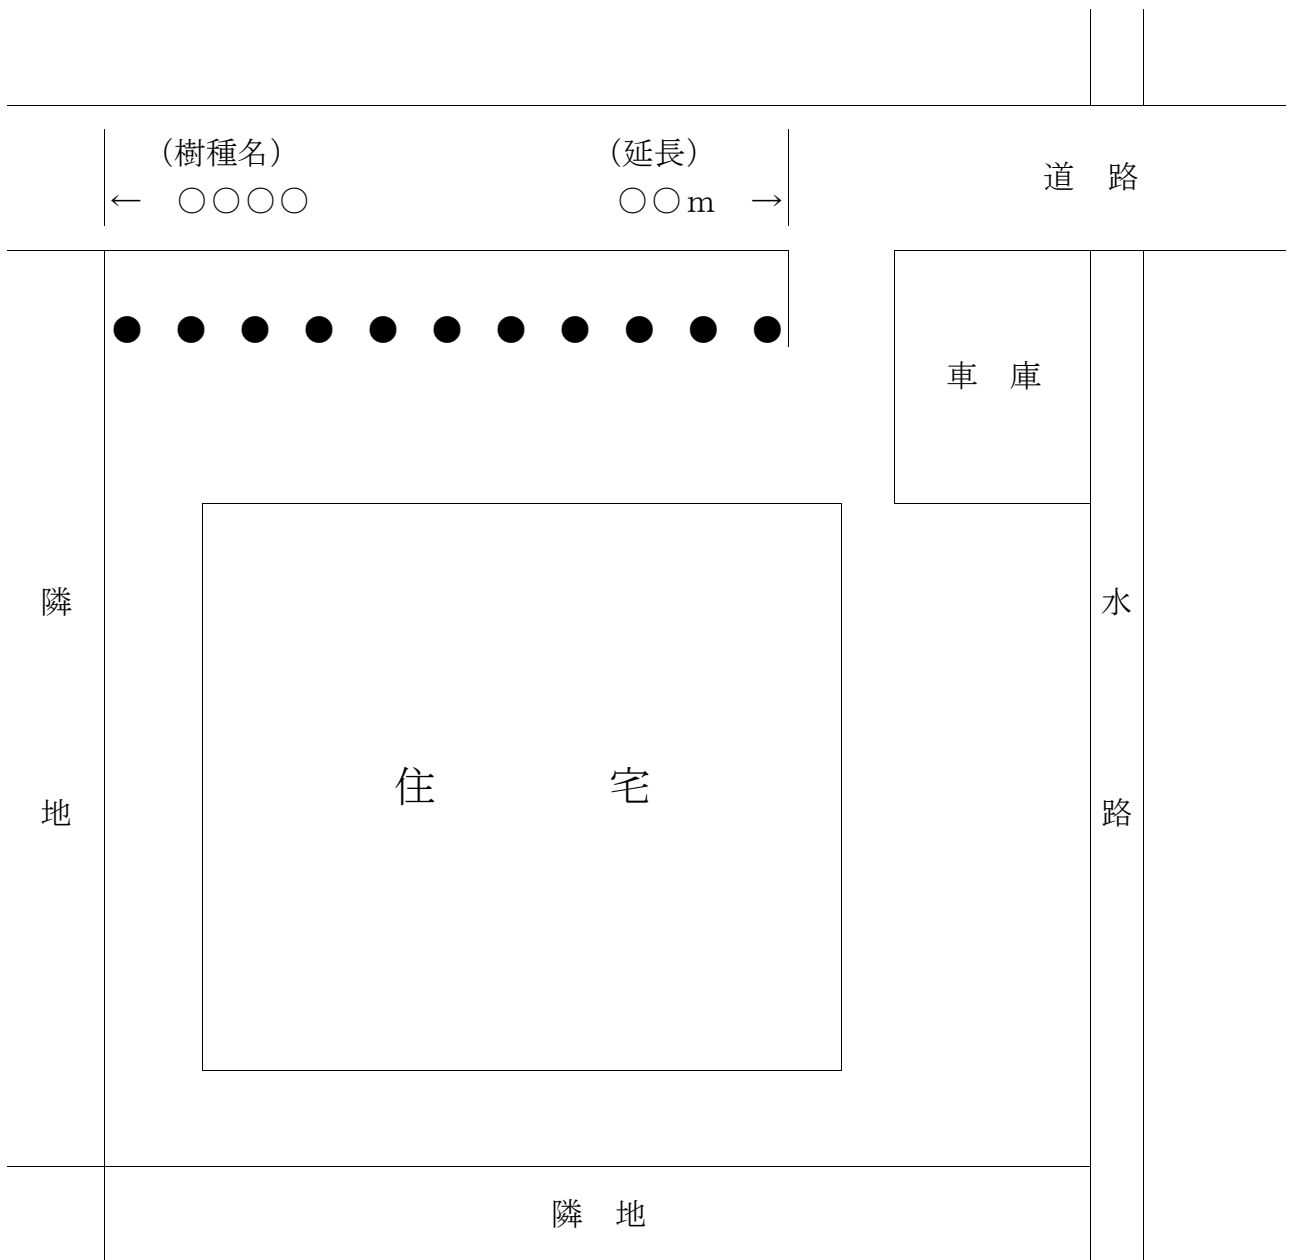 (樹種名) (延長)
← ○○○○ ○○m →
道 路
車 庫
隣 地
水 路
住 宅
隣 地